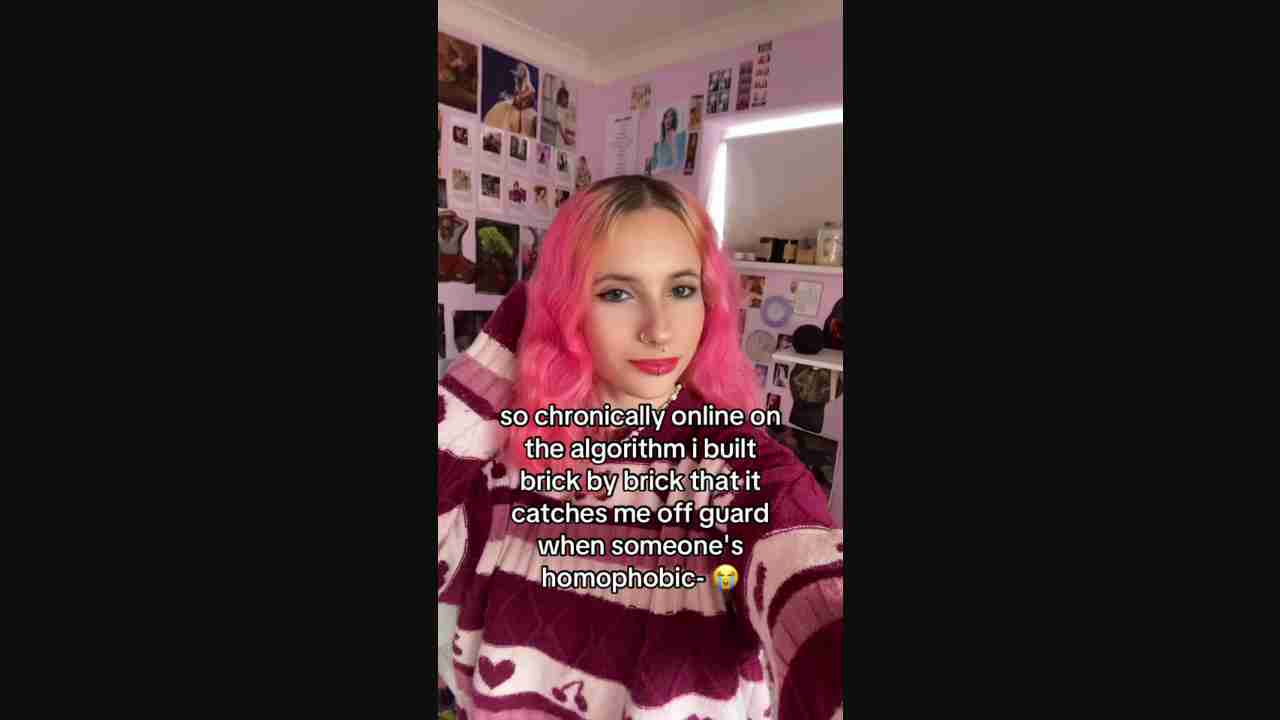 so chronically online on
the algorithm i built
brick by brick that it
catches me off guard
when someone's
homophobic- 😭